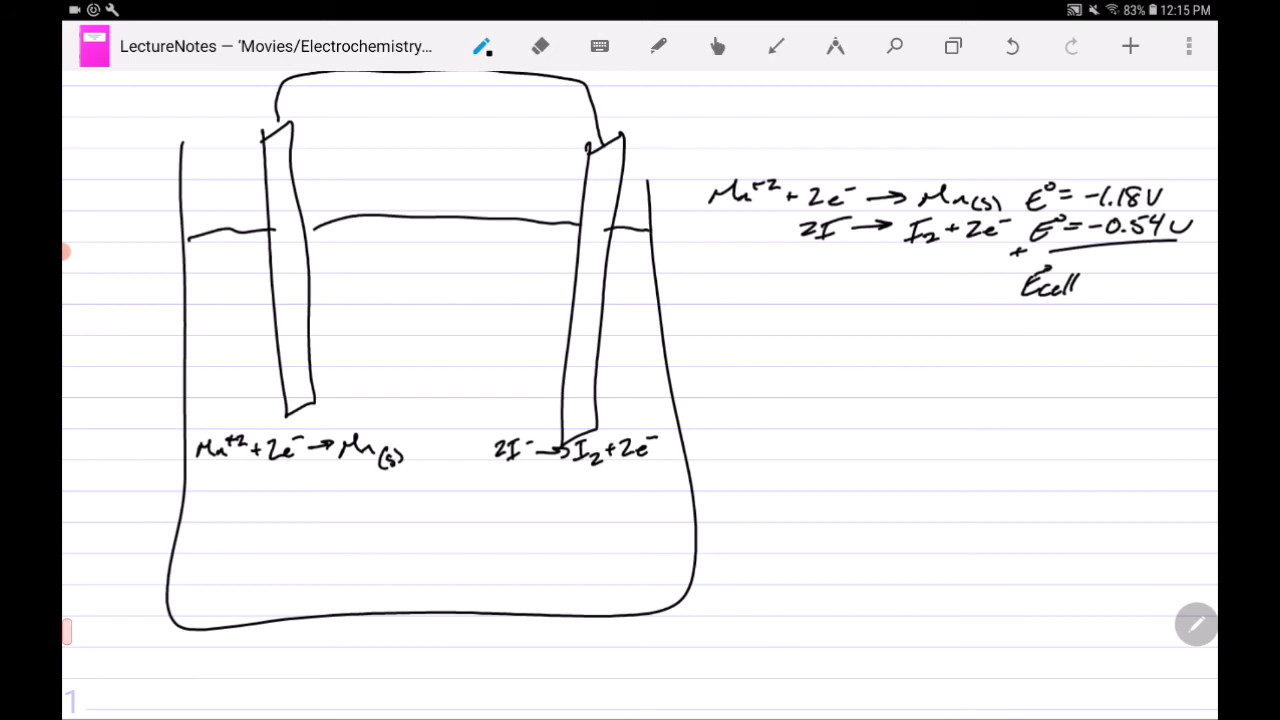 83% 12:15 PM
LectureNotes — 'Movies/Electrochemistry...
Mn⁺² + 2e⁻ → Mn(s) E° = -1.18V
2I⁻ → I₂ + 2e⁻ E° = -0.54V
+
E°cell
Mn⁺² + 2e⁻ → Mn(s)
2I⁻ → I₂ + 2e⁻
1